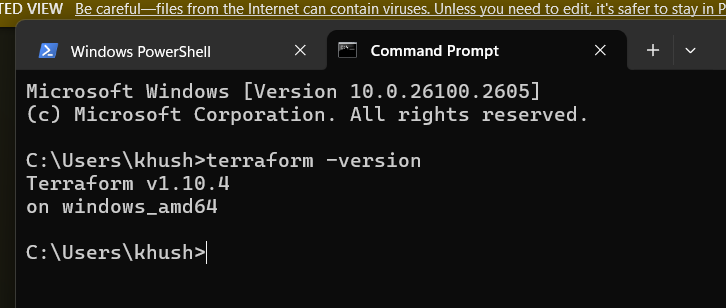 TED VIEW Be careful—files from the Internet can contain viruses. Unless you need to edit, it's safer to stay in P
Windows PowerShell Command Prompt
Microsoft Windows [Version 10.0.26100.2605]
(c) Microsoft Corporation. All rights reserved.
C:\Users\khush>terraform -version
Terraform v1.10.4
on windows_amd64
C:\Users\khush>